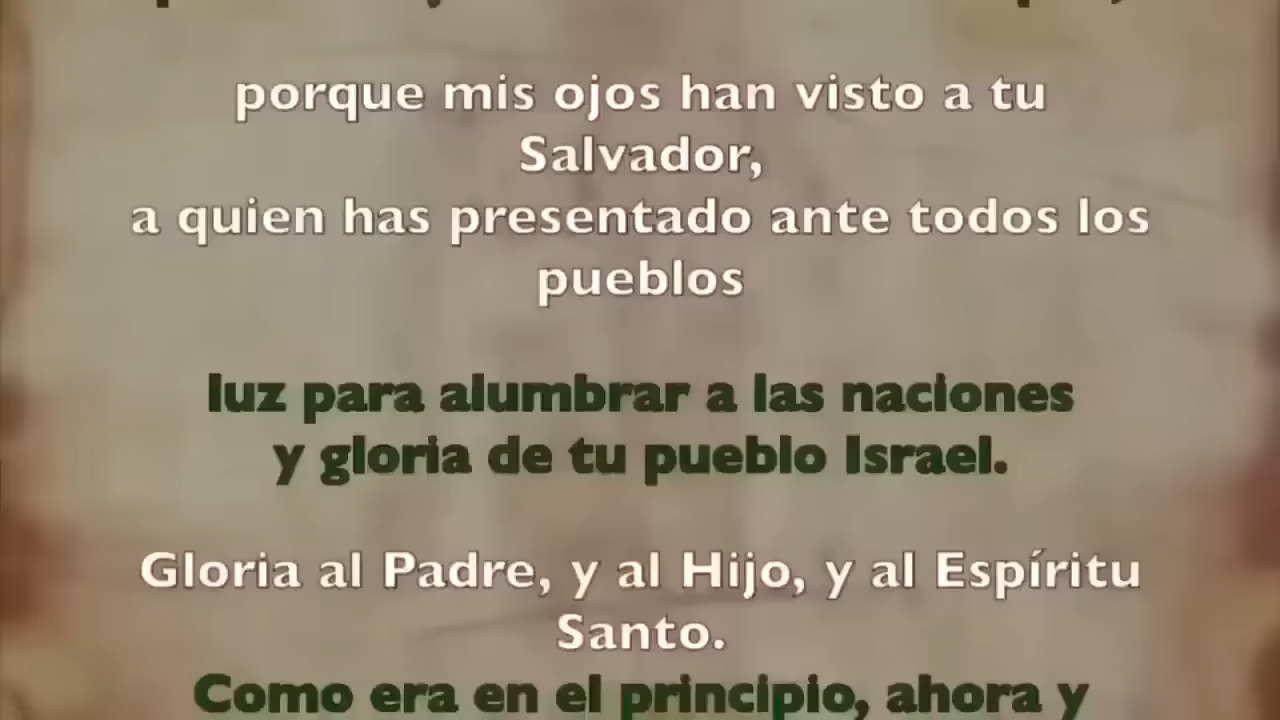 porque mis ojos han visto a tu
Salvador,
a quien has presentado ante todos los
pueblos
luz para alumbrar a las naciones
y gloria de tu pueblo Israel.
Gloria al Padre, y al Hijo, y al Espíritu
Santo.
Como era en el principio, ahora y